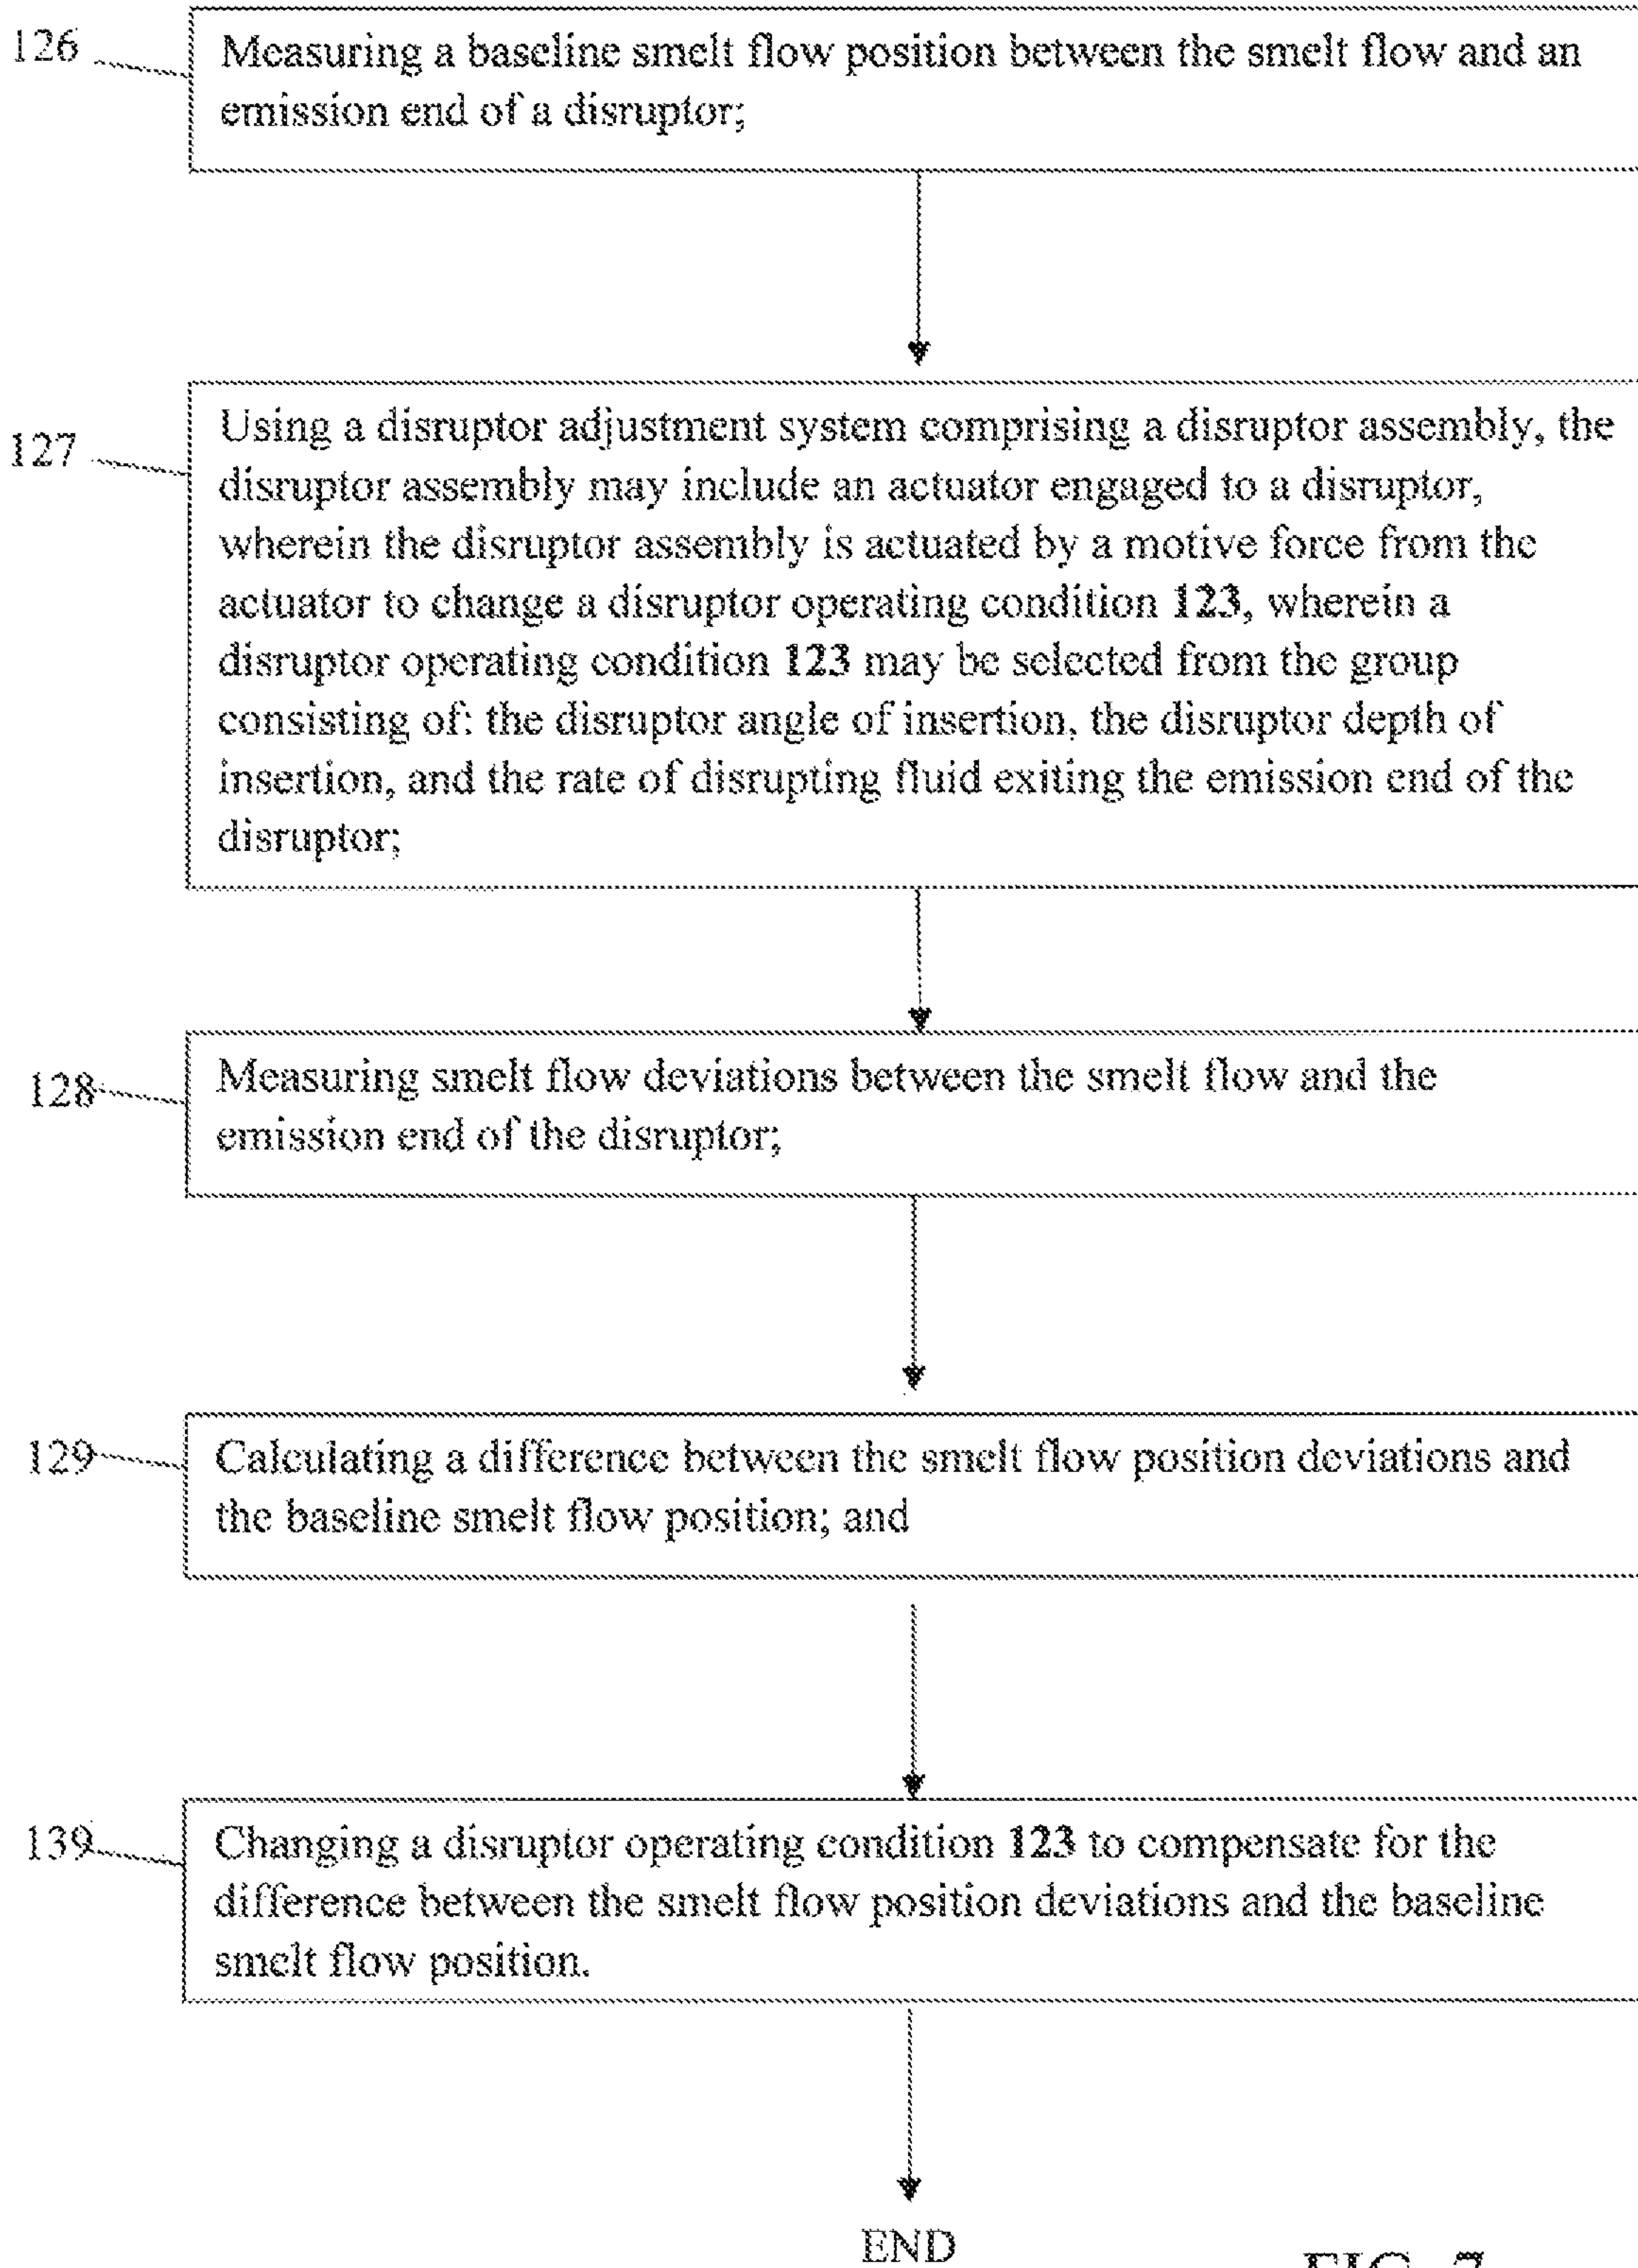 126
Measuring a baseline smelt flow position between the smelt flow and an
emission end of a disruptor;
127
Using a disruptor adjustment system comprising a disruptor assembly, the
disruptor assembly may include an actuator engaged to a disruptor,
wherein the disruptor assembly is actuated by a motive force from the
actuator to change a disruptor operating condition 123, wherein a
disruptor operating condition 123 may be selected from the group
consisting of: the disruptor angle of insertion, the disruptor depth of
insertion, and the rate of disrupting fluid exiting the emission end of the
disruptor;
128
Measuring smelt flow deviations between the smelt flow and the
emission end of the disruptor;
129
Calculating a difference between the smelt flow position deviations and
the baseline smelt flow position; and
139
Changing a disruptor operating condition 123 to compensate for the
difference between the smelt flow position deviations and the baseline
smelt flow position.
END
FIG. 7